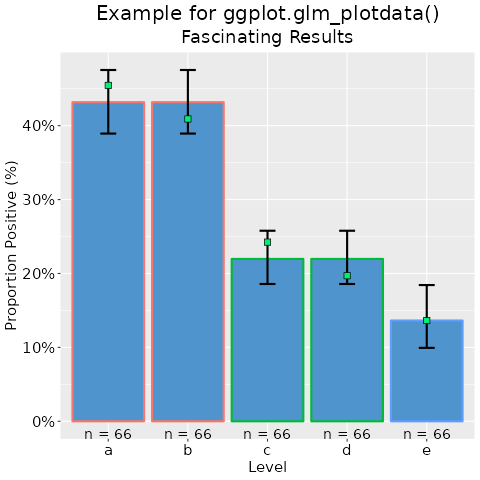 Example for ggplot.glm_plotdata()
Fascinating Results
Proportion Positive (%)
40%
30%
20%
10%
0%
n = 66 n = 66 n = 66 n = 66 n = 66
a b c d e
Level